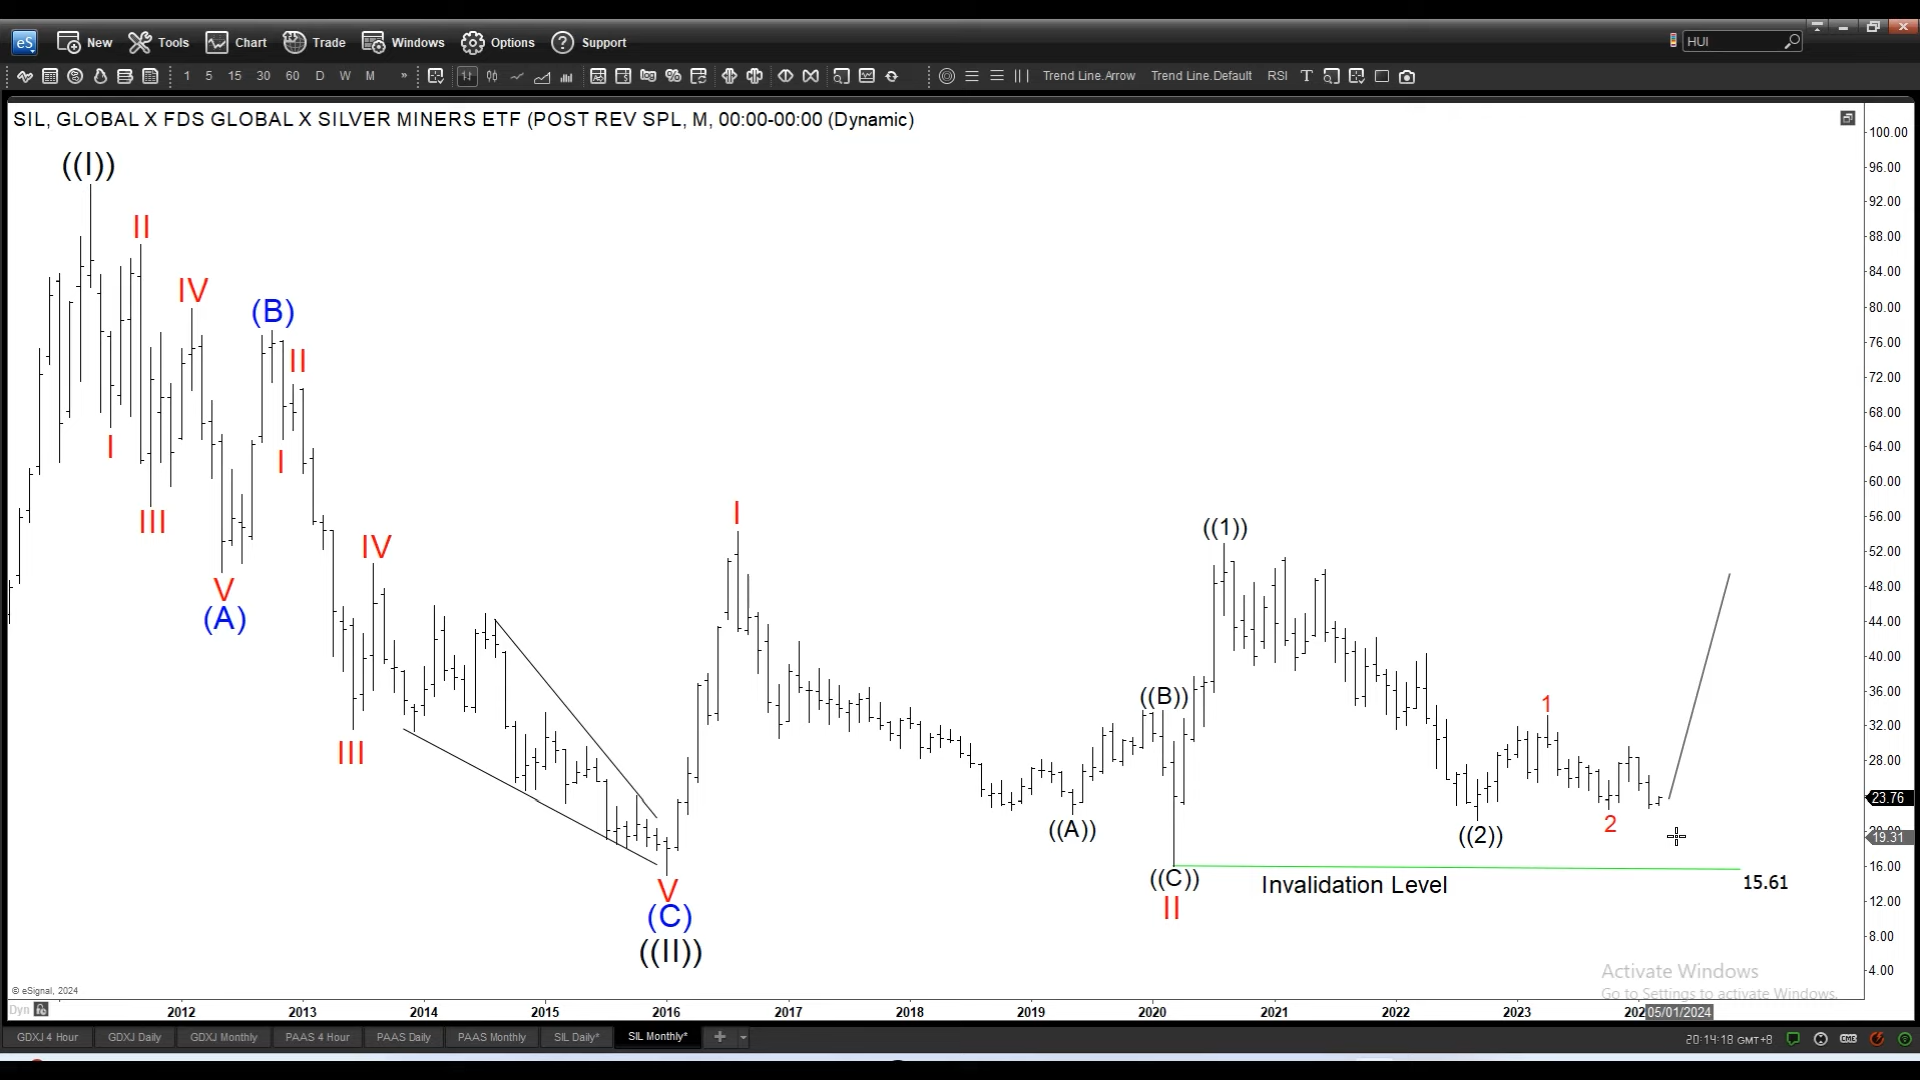 eS New Tools Chart Trade Windows Options Support HUI
1 5 15 30 60 D W M » Trend Line.Arrow Trend Line.Default RSI T
SIL, GLOBAL X FDS GLOBAL X SILVER MINERS ETF (POST REV SPL, M, 00:00-00:00 (Dynamic)
100.00
96.00
92.00
88.00
84.00
80.00
76.00
72.00
68.00
64.00
60.00
56.00
52.00
48.00
44.00
40.00
36.00
32.00
28.00
23.76
19.31
16.00
12.00
8.00
4.00
((I))
II
IV
(B)
II
I
I
III
IV
V
(A)
III
I
((1))
((B))
1
2
((A))
((2))
V
(C)
((II))
((C))
II
Invalidation Level
15.61
Activate Windows
Go to Settings to activate Windows.
© eSignal, 2024
Dyn
2012 2013 2014 2015 2016 2017 2018 2019 2020 2021 2022 2023 05/01/2024
GDXJ 4 Hour GDXJ Daily GDXJ Monthly PAAS 4 Hour PAAS Daily PAAS Monthly SIL Daily* SIL Monthly* +
20:14:18 GMT+8 CME